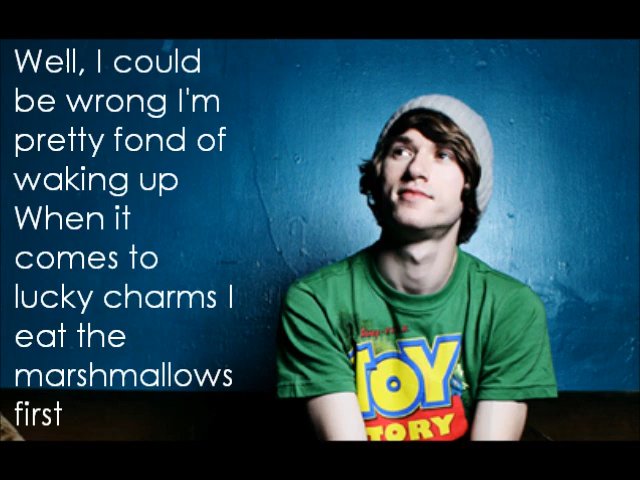 Well, I could
be wrong I'm
pretty fond of
waking up
When it
comes to
lucky charms I
eat the
marshmallows
first
TOY
STORY